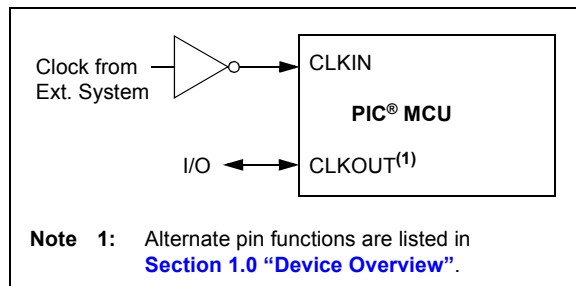 Clock from
Ext. System
CLKIN
PIC® MCU
I/O
CLKOUT(1)
Note 1: Alternate pin functions are listed in
Section 1.0 “Device Overview”.